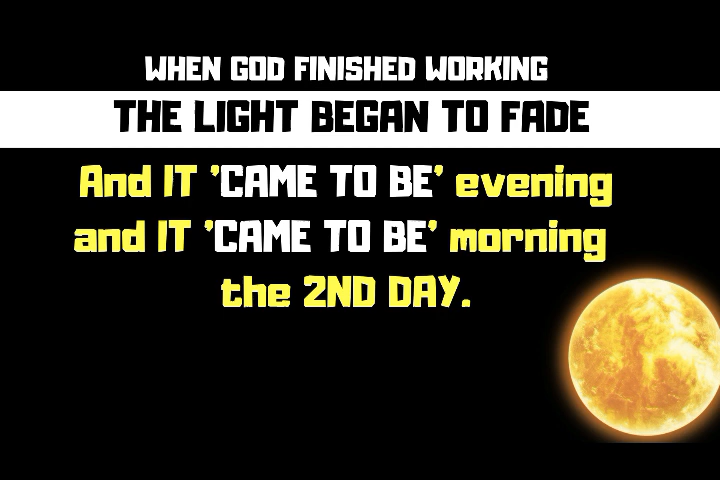 WHEN GOD FINISHED WORKING
THE LIGHT BEGAN TO FADE
And IT 'CAME TO BE' evening
and IT 'CAME TO BE' morning
the 2ND DAY.